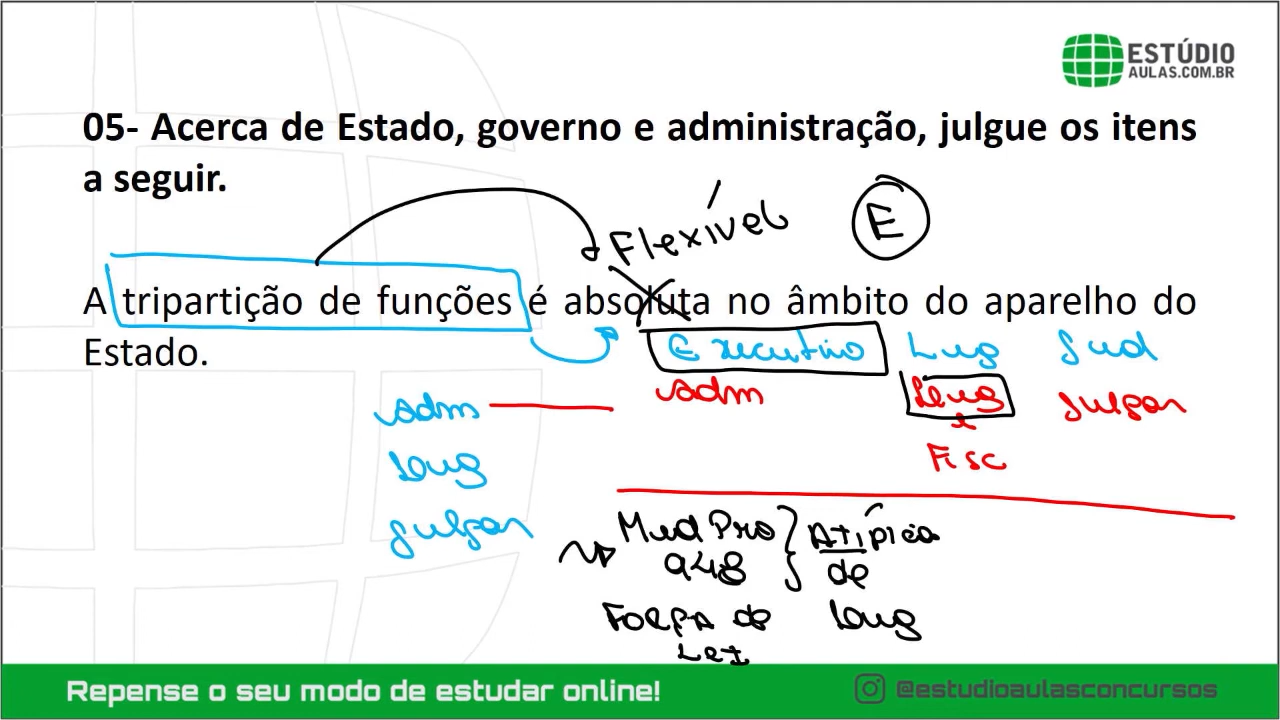 ESTÚDIO
AULAS.COM.BR
05- Acerca de Estado, governo e administração, julgue os itens
a seguir.
Flexível
E
A tripartição de funções é absoluta no âmbito do aparelho do
Estado.
Executivo Leg Jud
Adm
Leg
Julgar
Adm Leg Julgar
e
Fisc
Med Pro Atípica
948 de
Força de Leg
Lei
Repense o seu modo de estudar online!
@estudioaulasconcursos